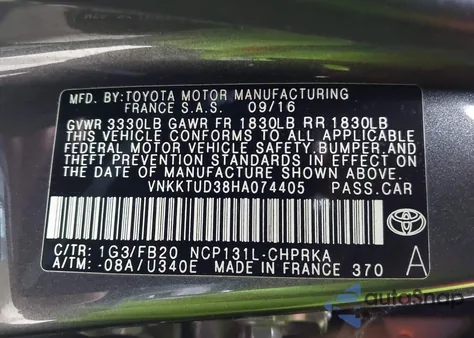 MFD. BY:TOYOTA MOTOR MANUFACTURING
FRANCE S.A.S. 09/16
GVWR 3330LB GAWR FR 1830LB RR 1830LB
THIS VEHICLE CONFORMS TO ALL APPLICABLE
FEDERAL MOTOR VEHICLE SAFETY,
BUMPER, AND THEFT PREVENTION STANDARDS
IN EFFECT ON THE DATE OF
MANUFACTURE SHOWN ABOVE.
VNKKTUD38HA074405 PASS.CAR
C/TR: 1G3/FB20 NCP131L-CHPRKA
A/TM: -08A/U340E MADE IN FRANCE 370 A
autoSnap